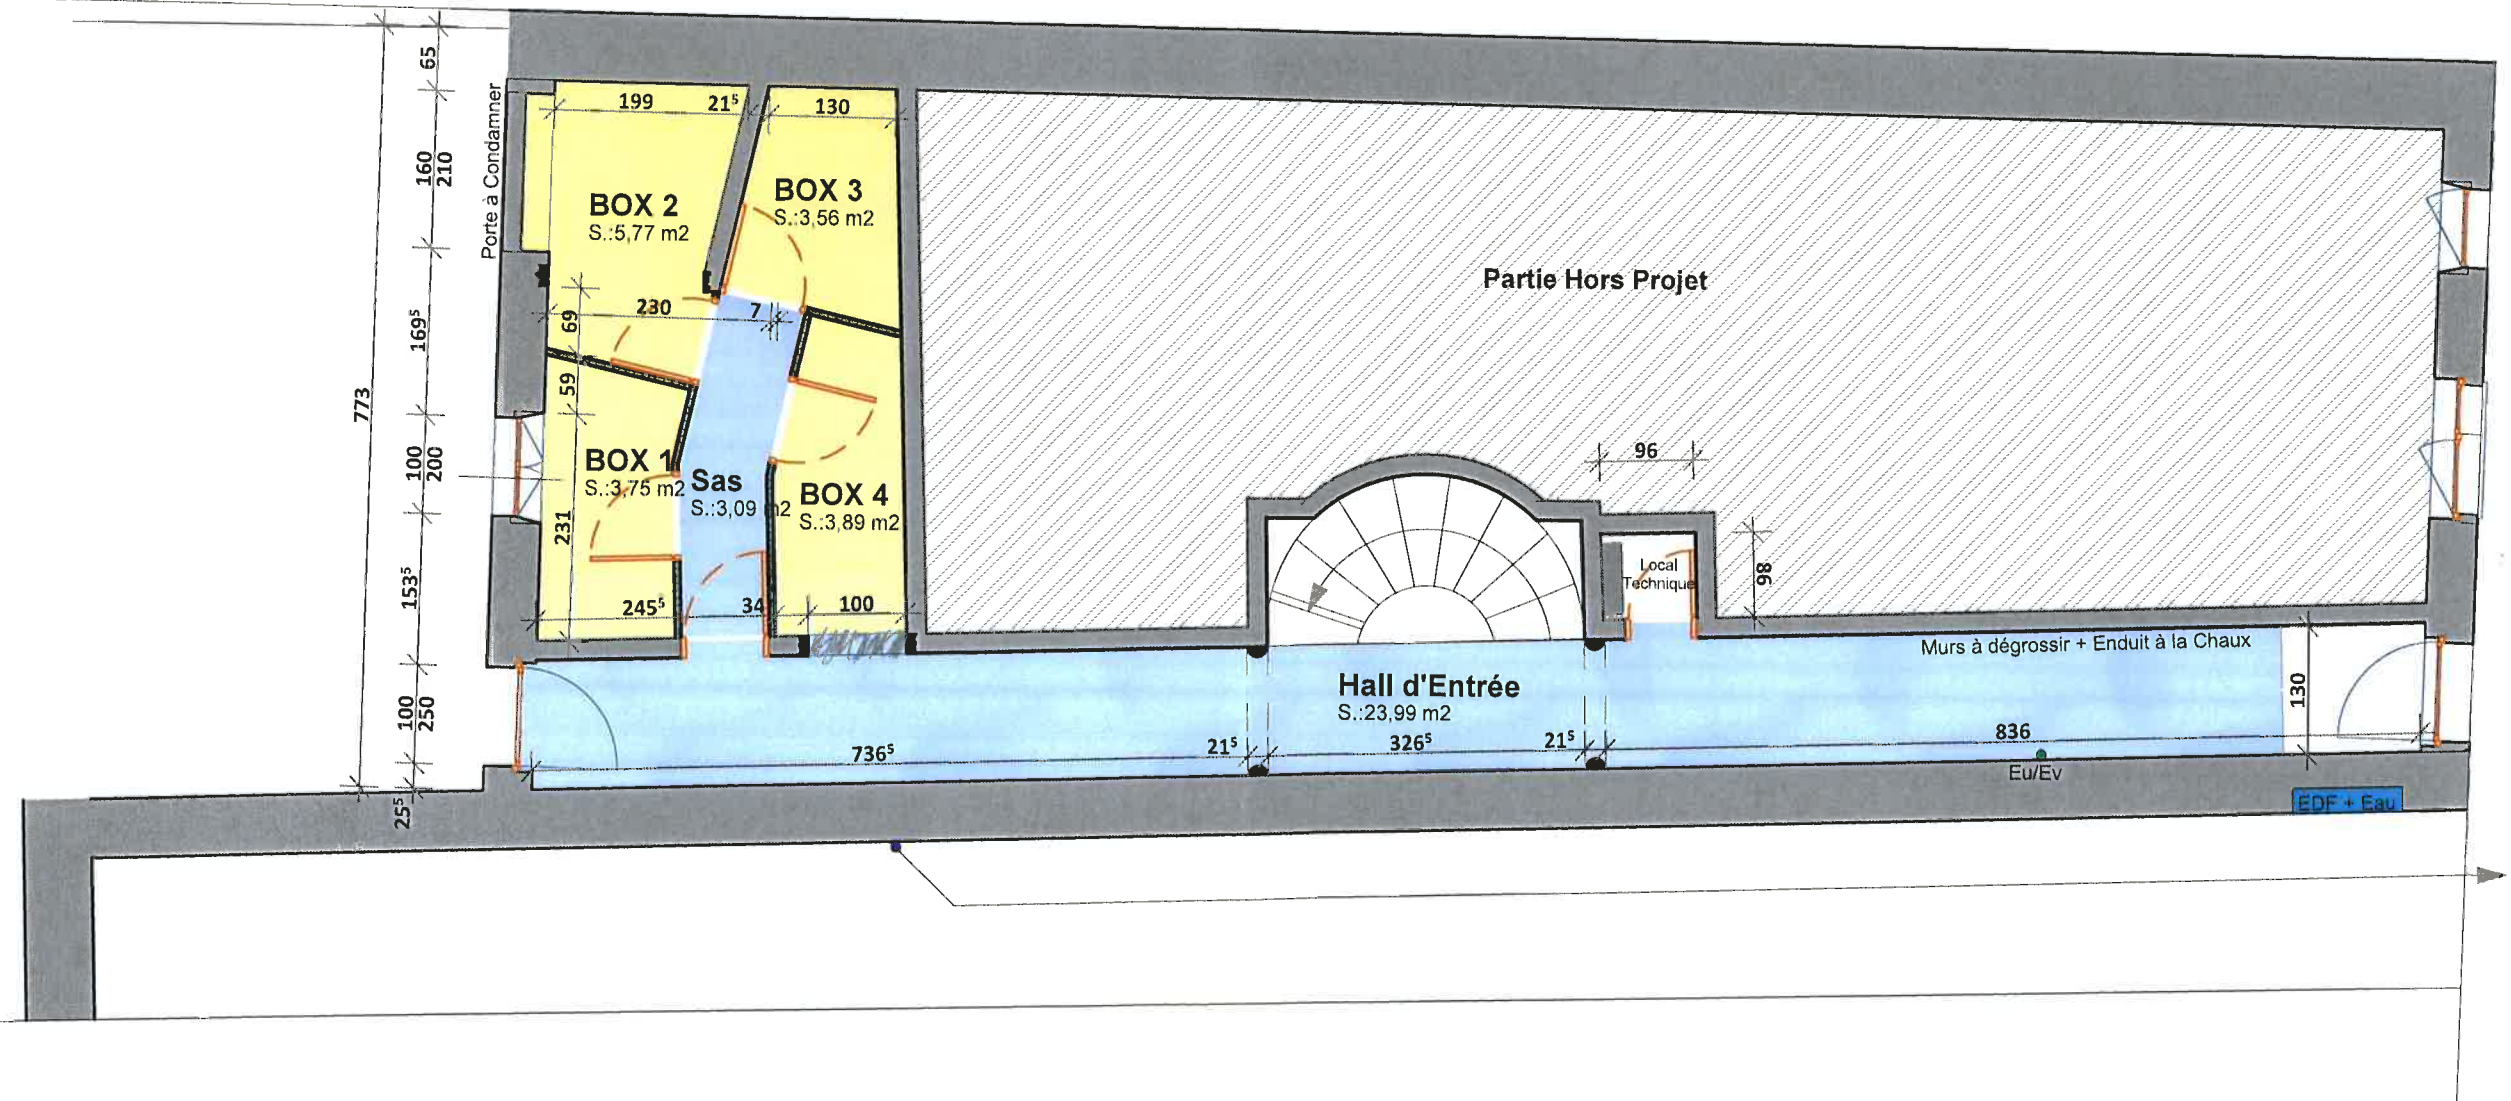 65
Porte à Condamner
160
210
169⁵
773
100
200
153⁵
100
250
25⁵
199
21⁵
130
BOX 2
S.:5,77 m2
BOX 3
S.:3,56 m2
230
7
69
59
BOX 1
S.:3,75 m2
Sas
S.:3,09 m2
BOX 4
S.:3,89 m2
231
245⁵
34
100
Partie Hors Projet
96
98
Local
Technique
Murs à dégrossir + Enduit à la Chaux
Hall d'Entrée
S.:23,99 m2
130
736⁵
21⁵
326⁵
21⁵
836
Eu/Ev
EDF + Eau